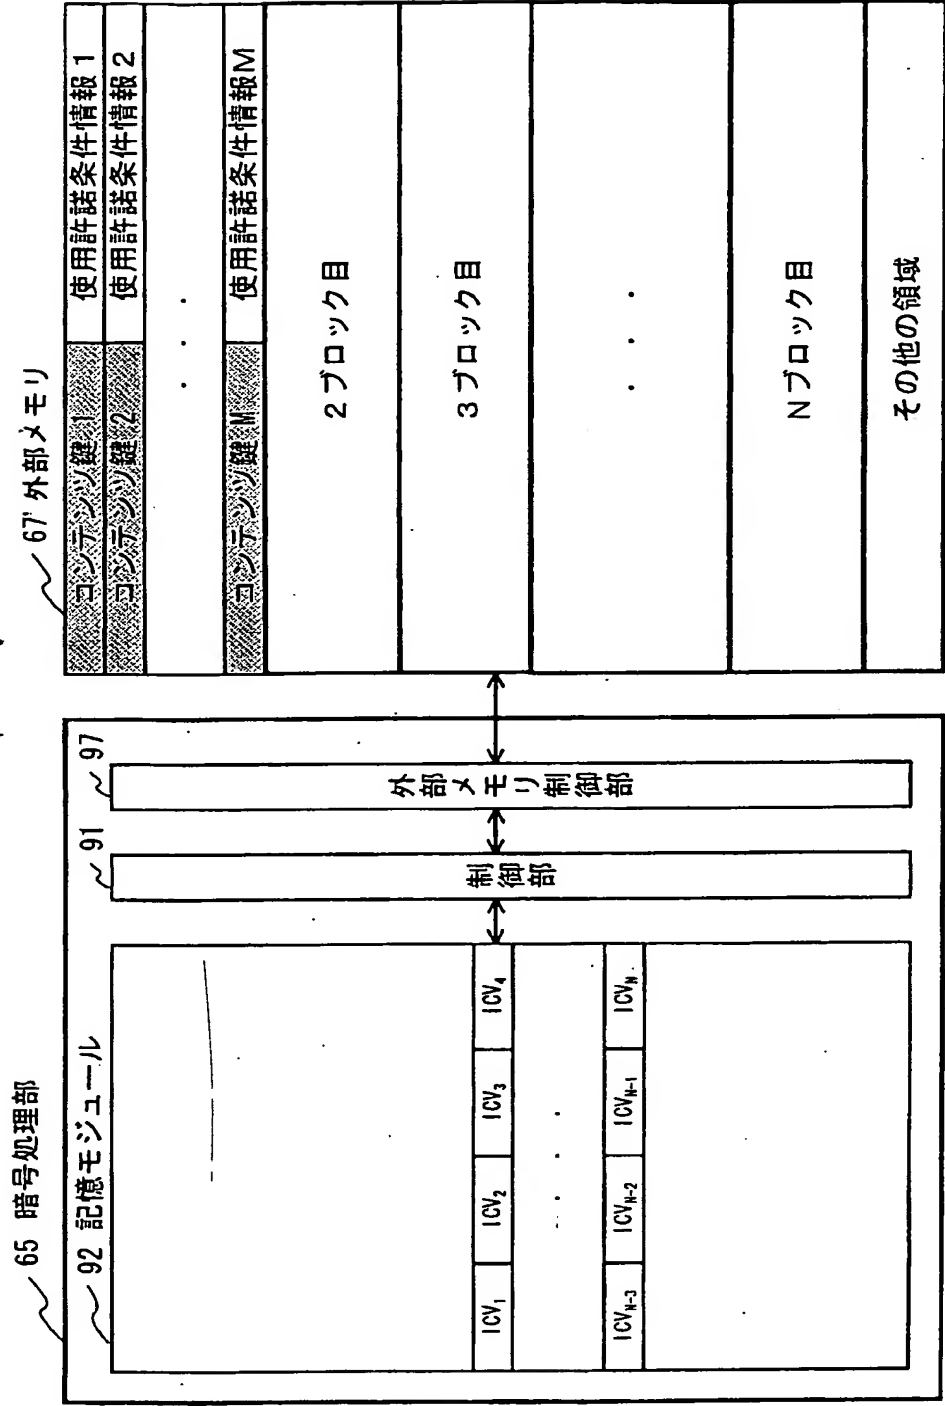 65 暗号処理部
92 記憶モジュール
ICV₁ ICV₂ ICV₃ ICV₄
. . .
ICV_{N-3} ICV_{N-2} ICV_{N-1} ICV_N
91
制御部
97
外部メモリ制御部
67' 外部メモリ
コンテンツ鍵 1 使用許諾条件情報1
コンテンツ鍵 2 使用許諾条件情報2
. . .
コンテンツ鍵 M 使用許諾条件情報M
2ブロック目
3ブロック目
. . .
Nブロック目
その他の領域